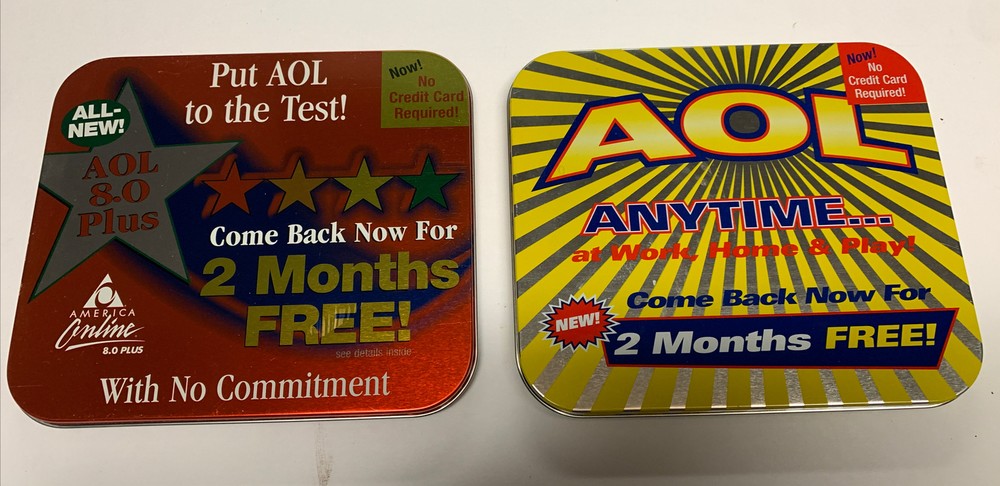 Put AOL
to the Test!
Now!
No
Credit Card
Required!
ALL-
NEW!
AOL
8.0
Plus
Come Back Now For
2 Months
FREE!
see details inside
AMERICA
Online
8.0 PLUS
With No Commitment
Now!
No
Credit Card
Required!
AOL
ANYTIME...
at Work, Home & Play!
Come Back Now For
NEW!
2 Months FREE!